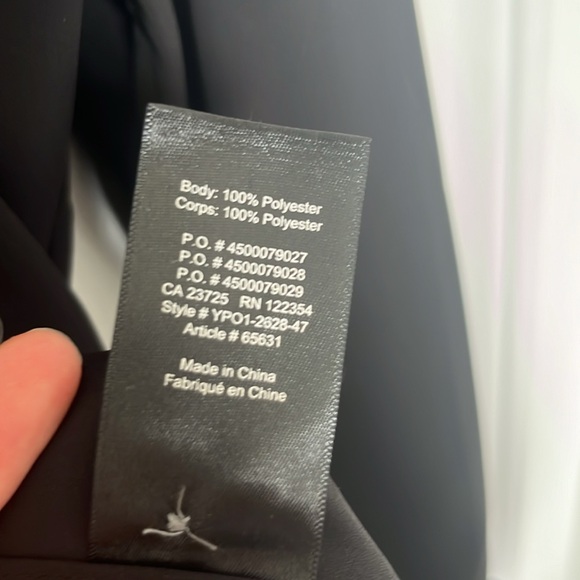 Body: 100% Polyester
Corps: 100% Polyester
P.O. # 4500079027
P.O. # 4500079028
P.O. # 4500079029
CA 23725 RN 122354
Style # YPO1-2628-47
Article # 65631
Made in China
Fabriqué en Chine